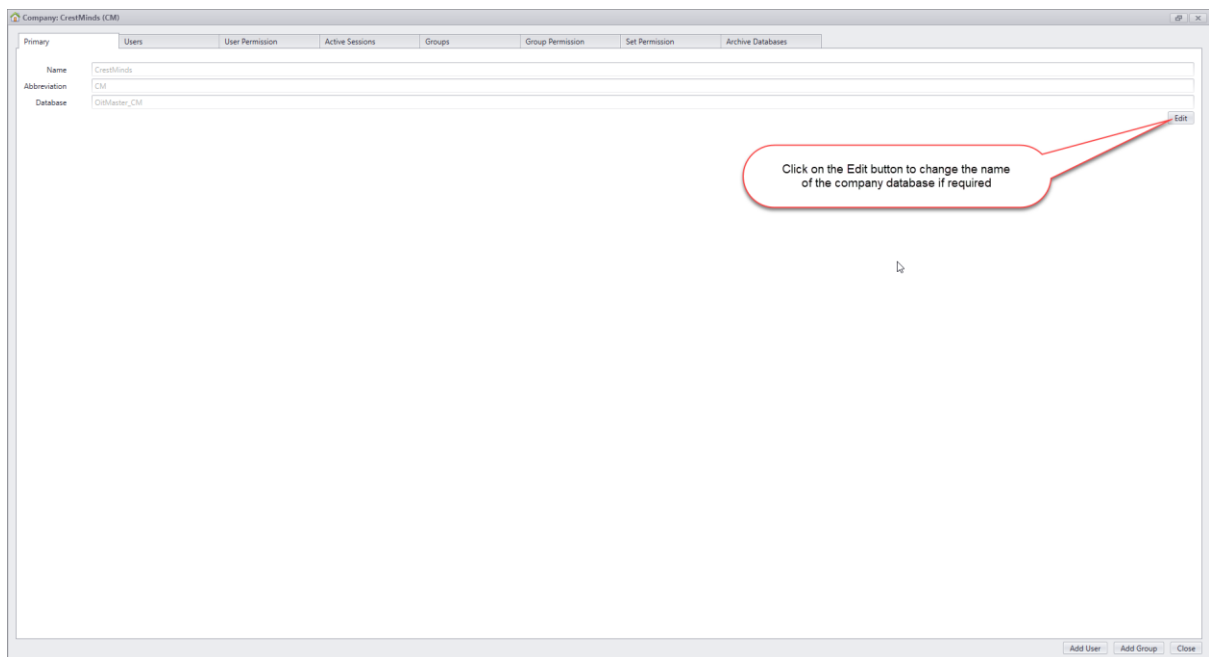 Company: CrestMinds (CM)
Primary Users User Permission Active Sessions Groups Group Permission Set Permission Archive Databases
Name CrestMinds
Abbreviation CM
Database OitMaster_CM
Edit
Click on the Edit button to change the name
of the company database if required
Add User Add Group Close